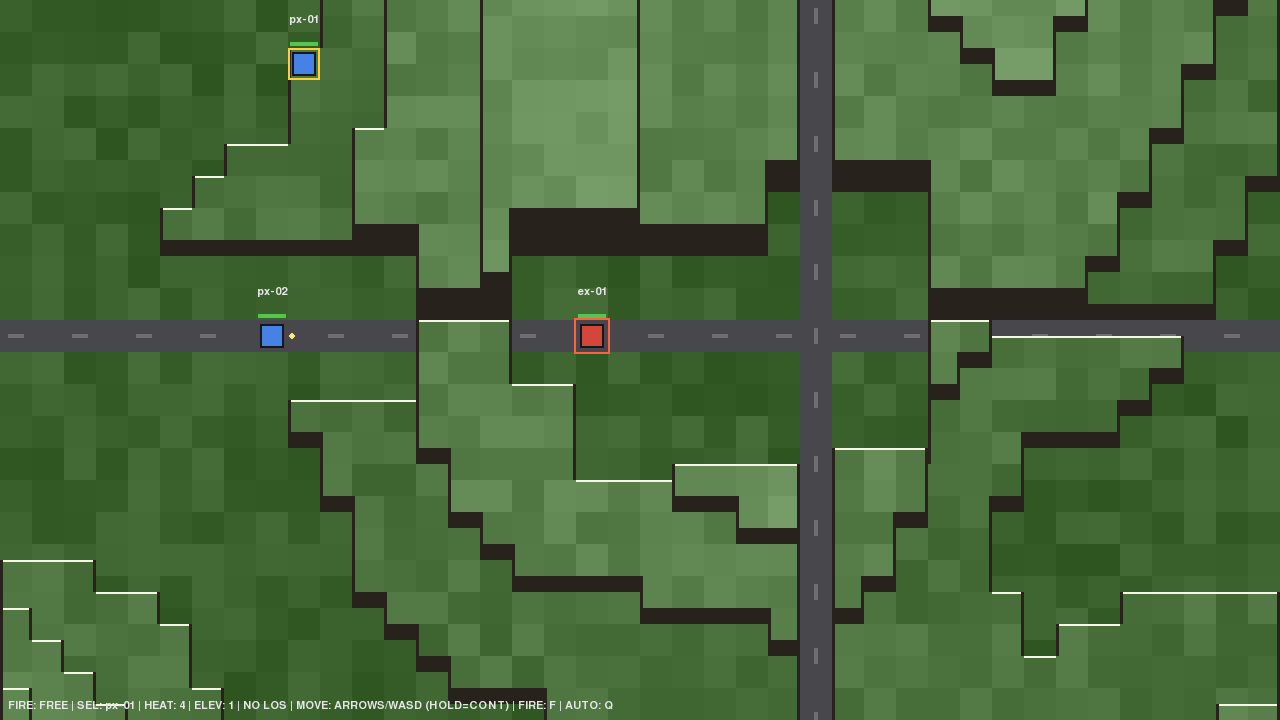 px-01
px-02
ex-01
FIRE: FREE | SEL: px-01 | HEAT: 4 | ELEV: 1 | NO LOS | MOVE: ARROWS/WASD (HOLD=CONT) | FIRE: F | AUTO: Q